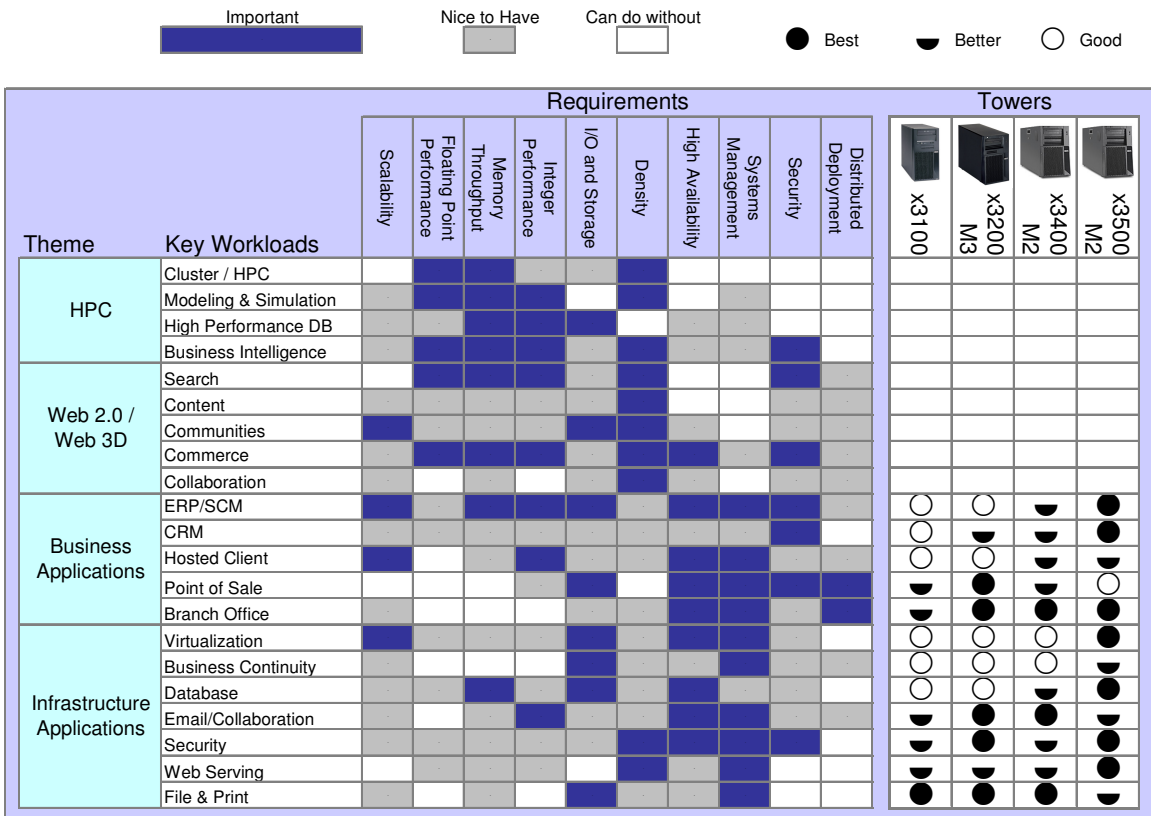 Important
Nice to Have
Can do without
Best
Better
Good
Requirements
Towers
Theme
Key Workloads
Scalability
Floating Point
Performance
Memory
Throughput
Integer
Performance
I/O and Storage
Density
High Availability
Systems
Management
Security
Distributed
Deployment
x3100
x3200
M3
x3400
M2
x3500
M2
HPC
Cluster / HPC
Modeling & Simulation
High Performance DB
Business Intelligence
Web 2.0 /
Web 3D
Search
Content
Communities
Commerce
Collaboration
Business
Applications
ERP/SCM
CRM
Hosted Client
Point of Sale
Branch Office
Infrastructure
Applications
Virtualization
Business Continuity
Database
Email/Collaboration
Security
Web Serving
File & Print